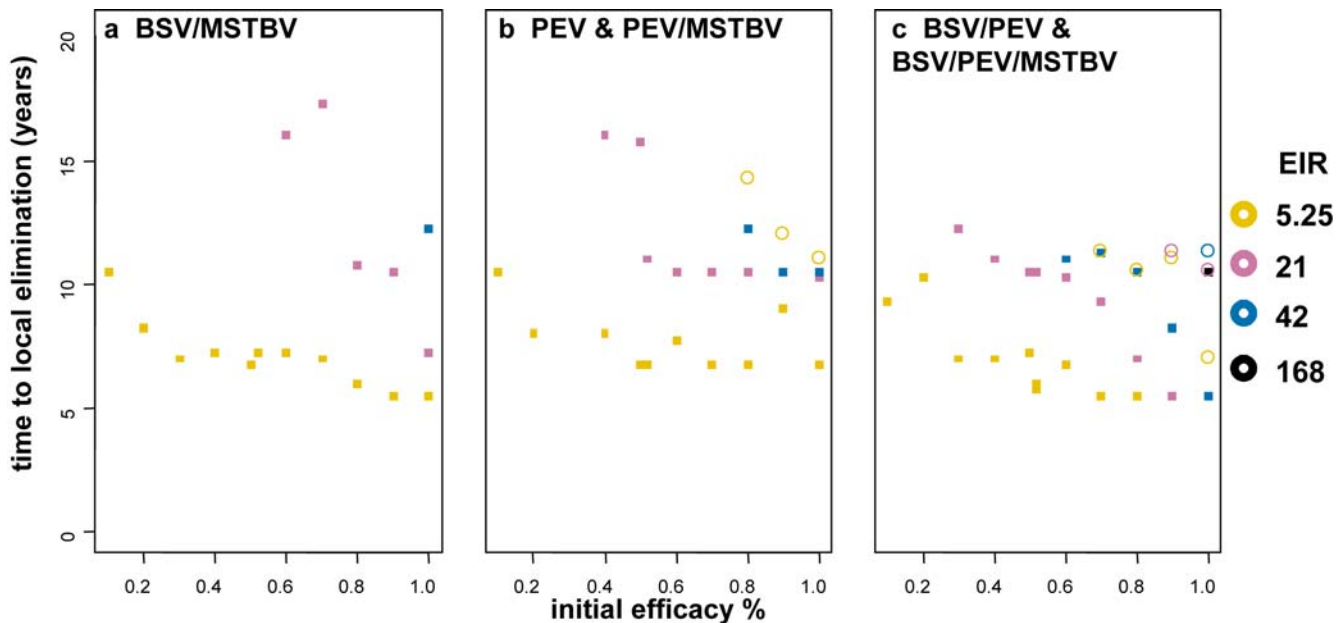 a BSV/MSTBV
b PEV & PEV/MSTBV
c BSV/PEV &
BSV/PEV/MSTBV
time to local elimination (years)
20
15
10
5
0
0.2 0.4 0.6 0.8 1.0
0.2 0.4 0.6 0.8 1.0
0.2 0.4 0.6 0.8 1.0
initial efficacy %
EIR
5.25
21
42
168